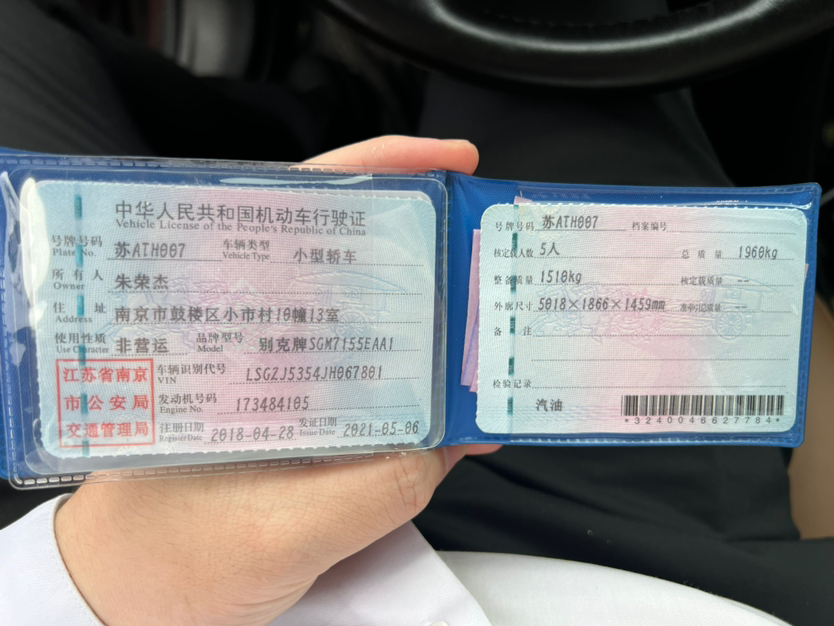 中华人民共和国机动车行驶证
Vehicle License of the People's Republic of China
号牌号码 苏ATH007 车辆类型 小型轿车
Plate No. Vehicle Type
所有人 朱荣杰
Owner
住址 南京市鼓楼区小市村10幢13室
Address
使用性质 非营运 品牌型号 别克牌SGM7155EAA1
Use Character Model
江苏省南京
市公安局
交通管理局
车辆识别代号 LSGZJ5354JH067801
VIN
发动机号码 173484105
Engine No.
注册日期 2018-04-28 发证日期 2021-05-06
Register Date Issue Date
号牌号码 苏ATH007 档案编号
核定载人数 5人 总质量 1960kg
整备质量 1510kg 核定载质量 --
外廓尺寸 5018×1866×1459mm 准牵引总质量 --
备注
检验记录
汽油
*3240046627784*